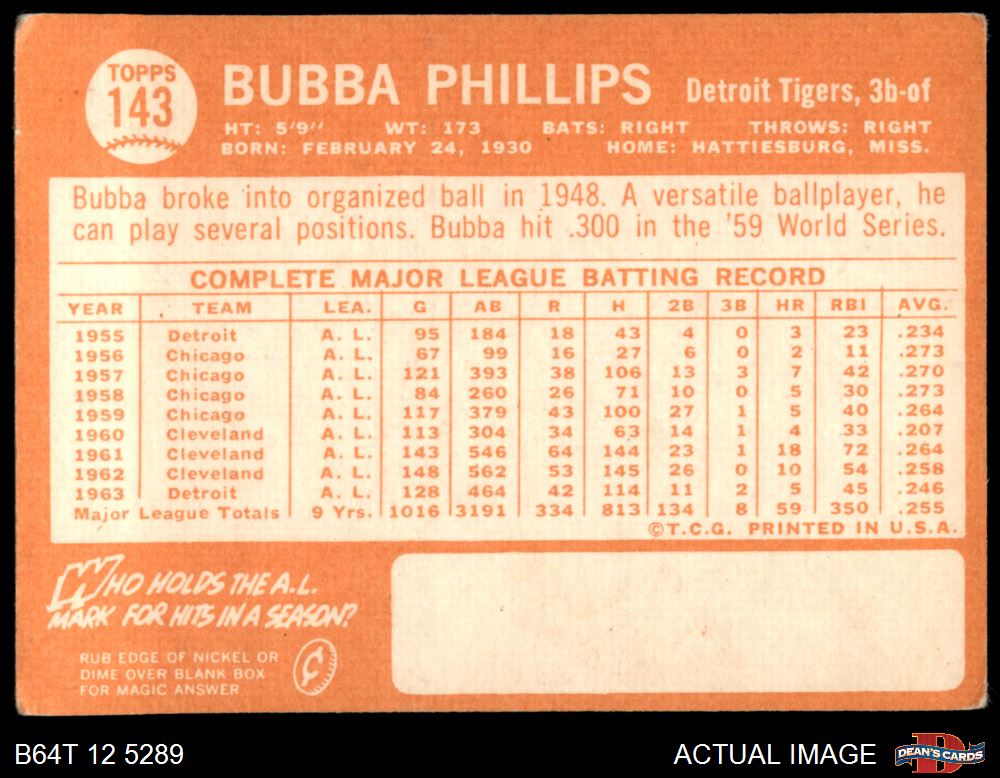 TOPPS
143
BUBBA PHILLIPS Detroit Tigers, 3b-of
HT: 5'9" WT: 173 BATS: RIGHT THROWS: RIGHT
BORN: FEBRUARY 24, 1930 HOME: HATTIESBURG, MISS.
Bubba broke into organized ball in 1948. A versatile ballplayer, he
can play several positions. Bubba hit .300 in the '59 World Series.
COMPLETE MAJOR LEAGUE BATTING RECORD
YEAR TEAM LEA. G AB R H 2B 3B HR RBI AVG.
1955 Detroit A. L. 95 184 18 43 4 0 3 23 .234
1956 Chicago A. L. 67 99 16 27 6 0 2 11 .273
1957 Chicago A. L. 121 393 38 106 13 3 7 42 .270
1958 Chicago A. L. 84 260 26 71 10 0 5 30 .273
1959 Chicago A. L. 117 379 43 100 27 1 5 40 .264
1960 Cleveland A. L. 113 304 34 63 14 1 4 33 .207
1961 Cleveland A. L. 143 546 64 144 23 1 18 72 .264
1962 Cleveland A. L. 148 562 53 145 26 0 10 54 .258
1963 Detroit A. L. 128 464 42 114 11 2 5 45 .246
Major League Totals 9 Yrs. 1016 3191 334 813 134 8 59 350 .255
©T.C.G. PRINTED IN U.S.A.
WHO HOLDS THE A.L.
MARK FOR HITS IN A SEASON?
RUB EDGE OF NICKEL OR
DIME OVER BLANK BOX
FOR MAGIC ANSWER
¢
B64T 12 5289 ACTUAL IMAGE
D
DEAN'S CARDS